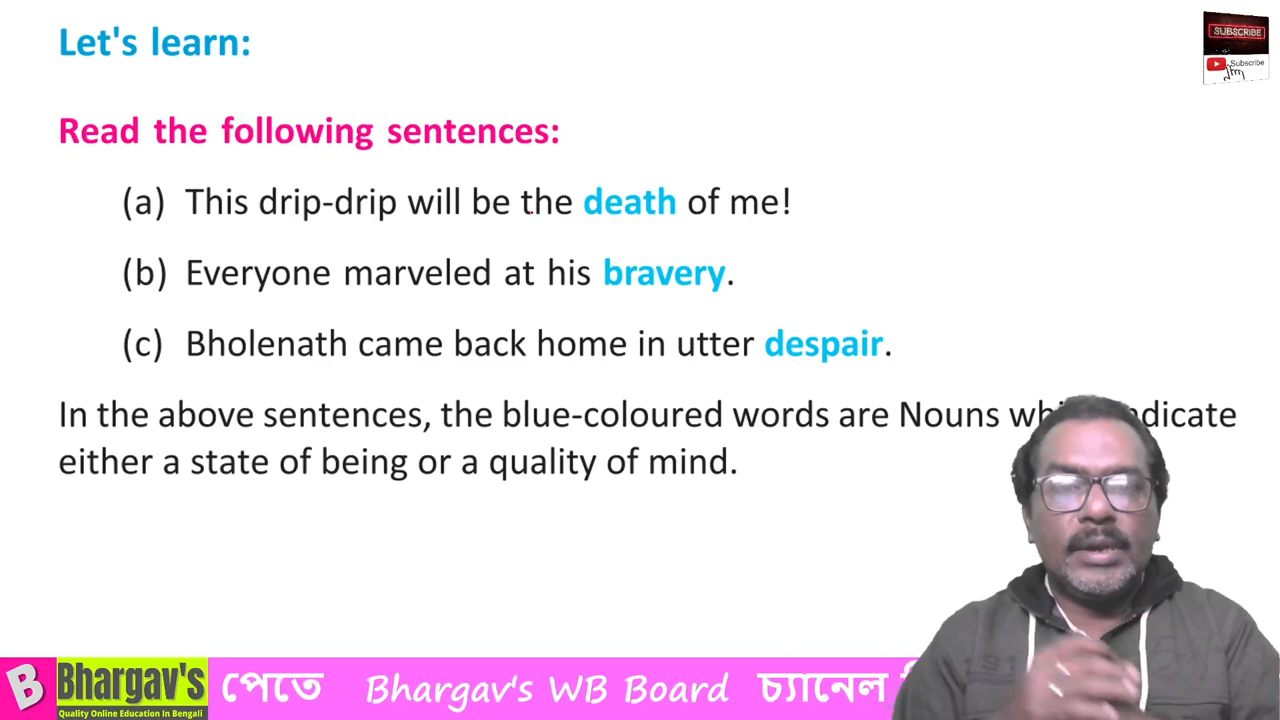 Let's learn:
SUBSCRIBE
Subscribe
Read the following sentences:
(a) This drip-drip will be the death of me!
(b) Everyone marveled at his bravery.
(c) Bholenath came back home in utter despair.
In the above sentences, the blue-coloured words are Nouns indicate
either a state of being or a quality of mind.
B Bhargav's
Quality Online Education In Bengali
পেতে Bhargav's WB Board চ্যানেল